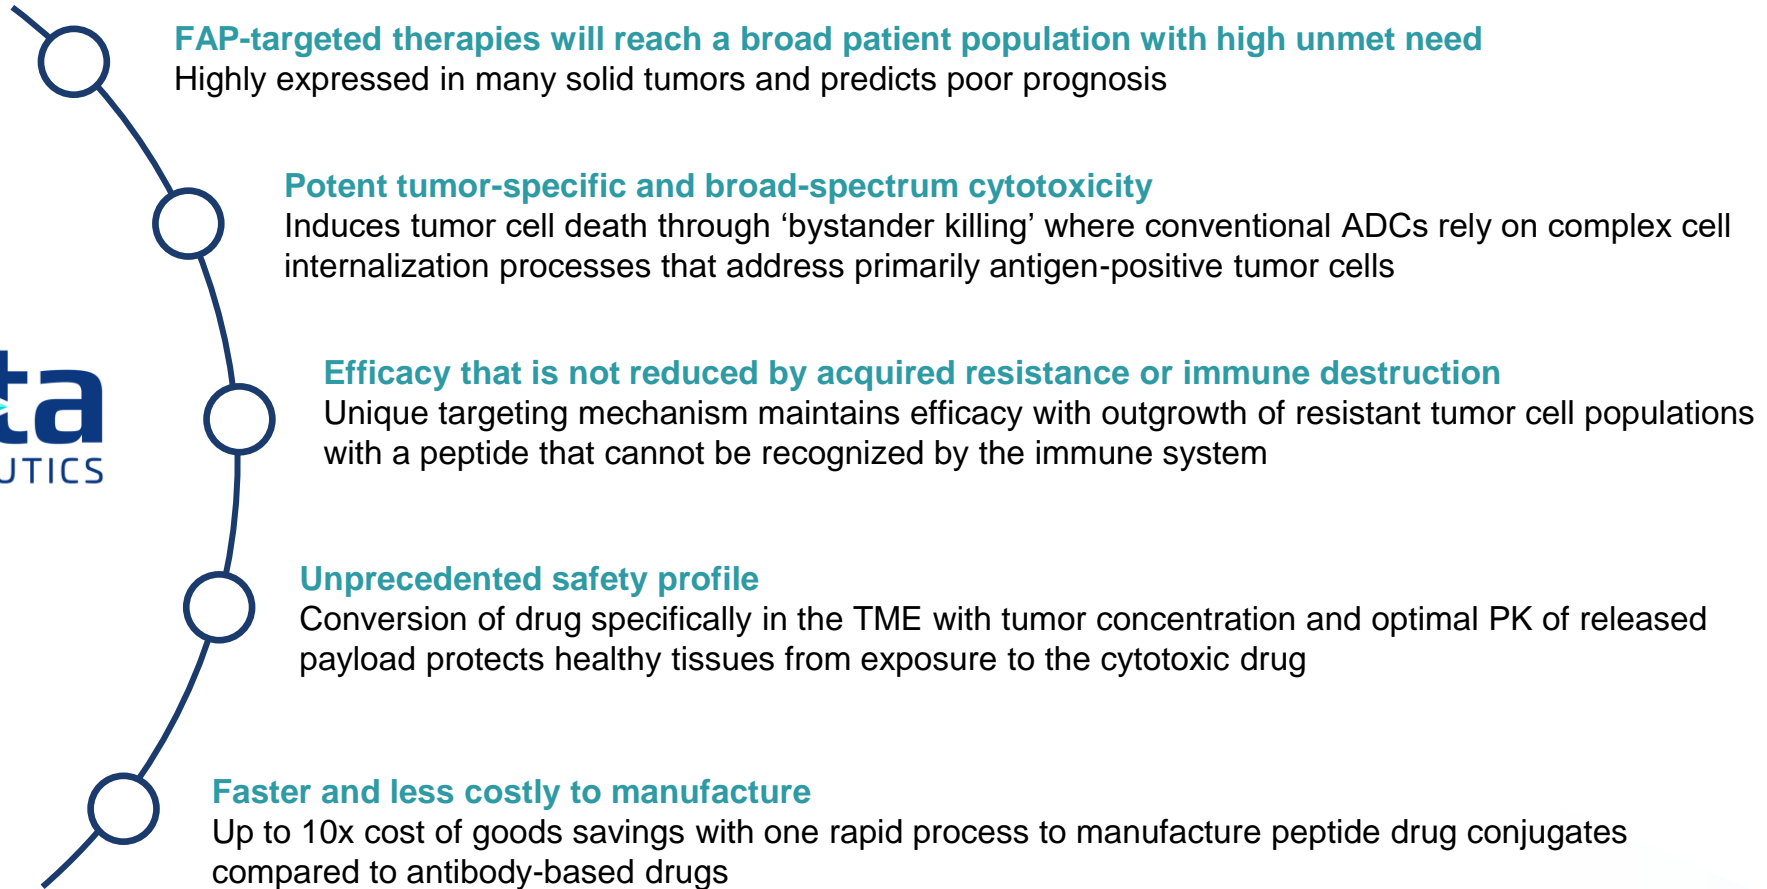 FAP-targeted therapies will reach a broad patient population with high unmet need
Highly expressed in many solid tumors and predicts poor prognosis
Potent tumor-specific and broad-spectrum cytotoxicity
Induces tumor cell death through ‘bystander killing’ where conventional ADCs rely on complex cell
internalization processes that address primarily antigen-positive tumor cells
ta
UTICS
Efficacy that is not reduced by acquired resistance or immune destruction
Unique targeting mechanism maintains efficacy with outgrowth of resistant tumor cell populations
with a peptide that cannot be recognized by the immune system
Unprecedented safety profile
Conversion of drug specifically in the TME with tumor concentration and optimal PK of released
payload protects healthy tissues from exposure to the cytotoxic drug
Faster and less costly to manufacture
Up to 10x cost of goods savings with one rapid process to manufacture peptide drug conjugates
compared to antibody-based drugs